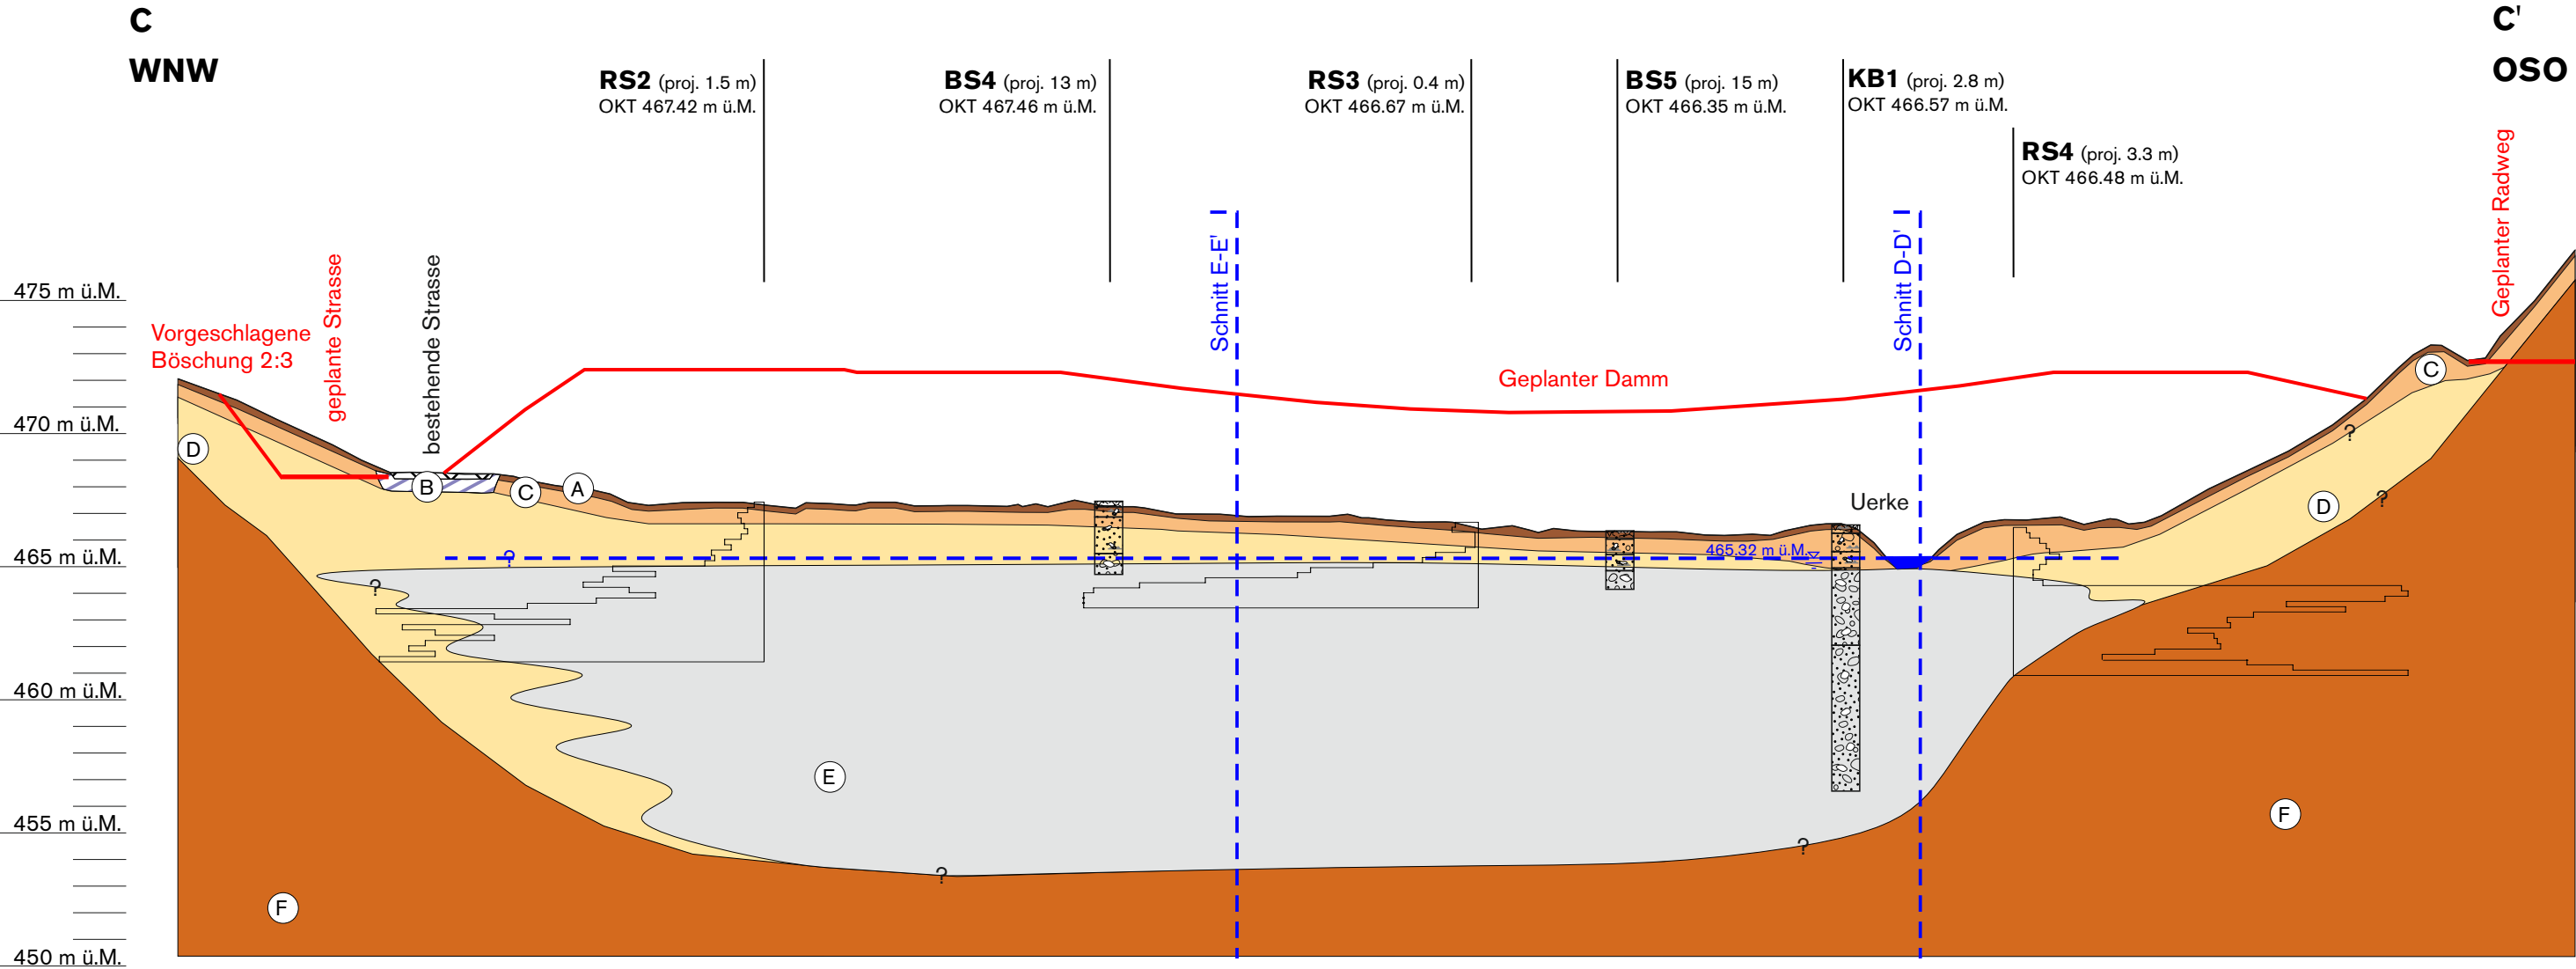 C
WNW
C'
OSO
RS2 (proj. 1.5 m)
OKT 467.42 m ü.M.
BS4 (proj. 13 m)
OKT 467.46 m ü.M.
RS3 (proj. 0.4 m)
OKT 466.67 m ü.M.
BS5 (proj. 15 m)
OKT 466.35 m ü.M.
KB1 (proj. 2.8 m)
OKT 466.57 m ü.M.
RS4 (proj. 3.3 m)
OKT 466.48 m ü.M.
Geplanter Radweg
Schnitt E-E'
Schnitt D-D'
geplante Strasse
bestehende Strasse
475 m ü.M.
Vorgeschlagene
Böschung 2:3
Geplanter Damm
C
470 m ü.M.
?
D
B
C
A
Uerke
D
?
465 m ü.M.
?
465.32 m ü.M.
?
460 m ü.M.
E
455 m ü.M.
F
?
?
F
450 m ü.M.